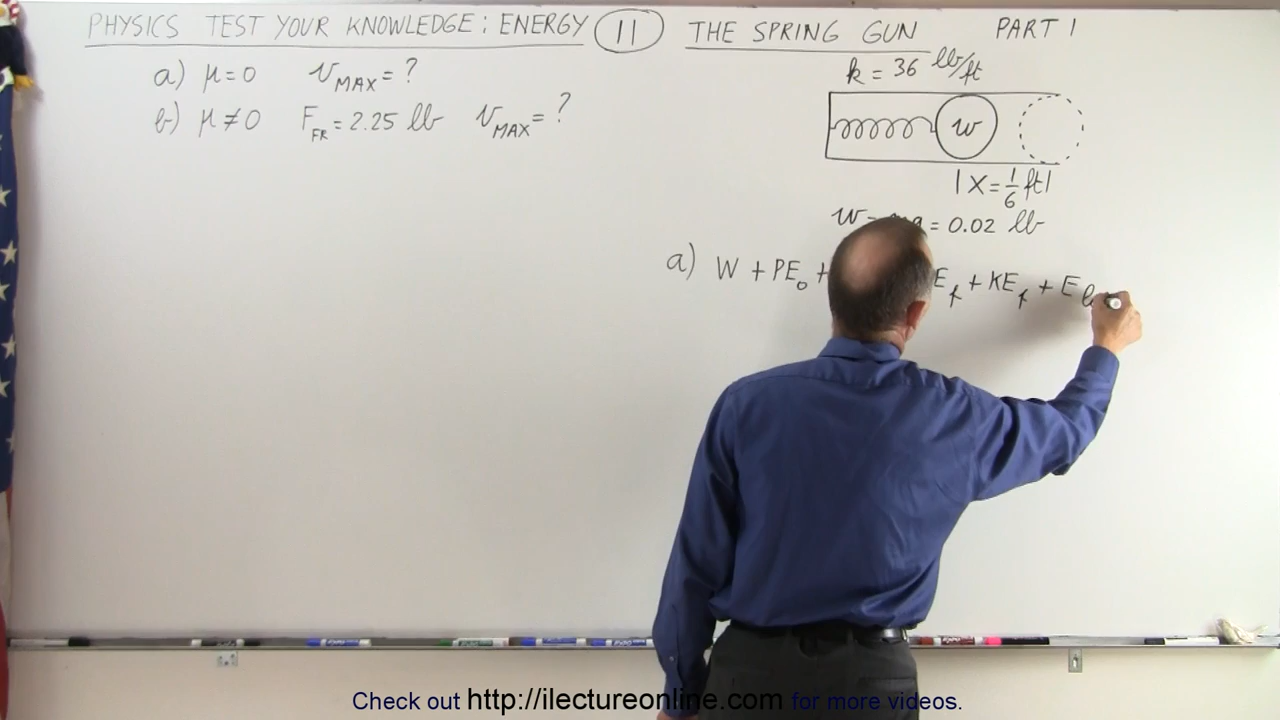 PHYSICS TEST YOUR KNOWLEDGE: ENERGY 11 THE SPRING GUN PART 1
a) μ=0 v_MAX = ?
b) μ≠0 F_FR = 2.25 lb v_MAX = ?
k = 36 lb/ft
w
|X = 1/6 ft|
= 0.02 lb
a) W + PE₀ + E_f + KE_f + E
Check out http://ilectureonline.com for more videos.